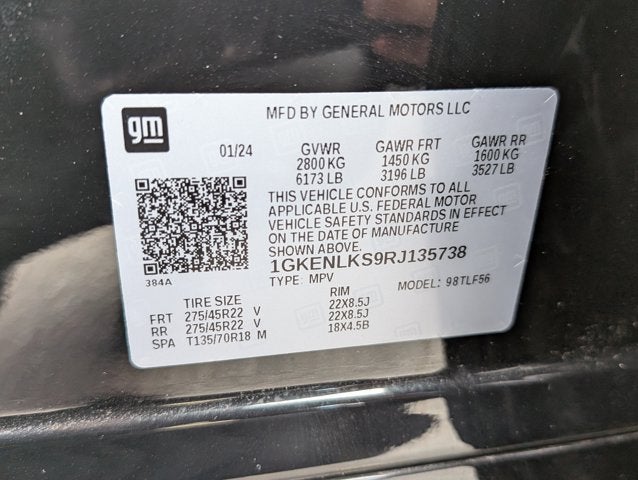 gm
MFD BY GENERAL MOTORS LLC
01/24 GVWR GAWR FRT GAWR RR
2800 KG 1450 KG 1600 KG
6173 LB 3196 LB 3527 LB
THIS VEHICLE CONFORMS TO ALL
APPLICABLE U.S. FEDERAL MOTOR
VEHICLE SAFETY STANDARDS IN EFFECT
ON THE DATE OF MANUFACTURE
SHOWN ABOVE.
384A
1GKENLKS9RJ135738
TYPE: MPV MODEL: 98TLF56
TIRE SIZE RIM
FRT 275/45R22 V 22X8.5J
RR 275/45R22 V 22X8.5J
SPA T135/70R18 M 18X4.5B